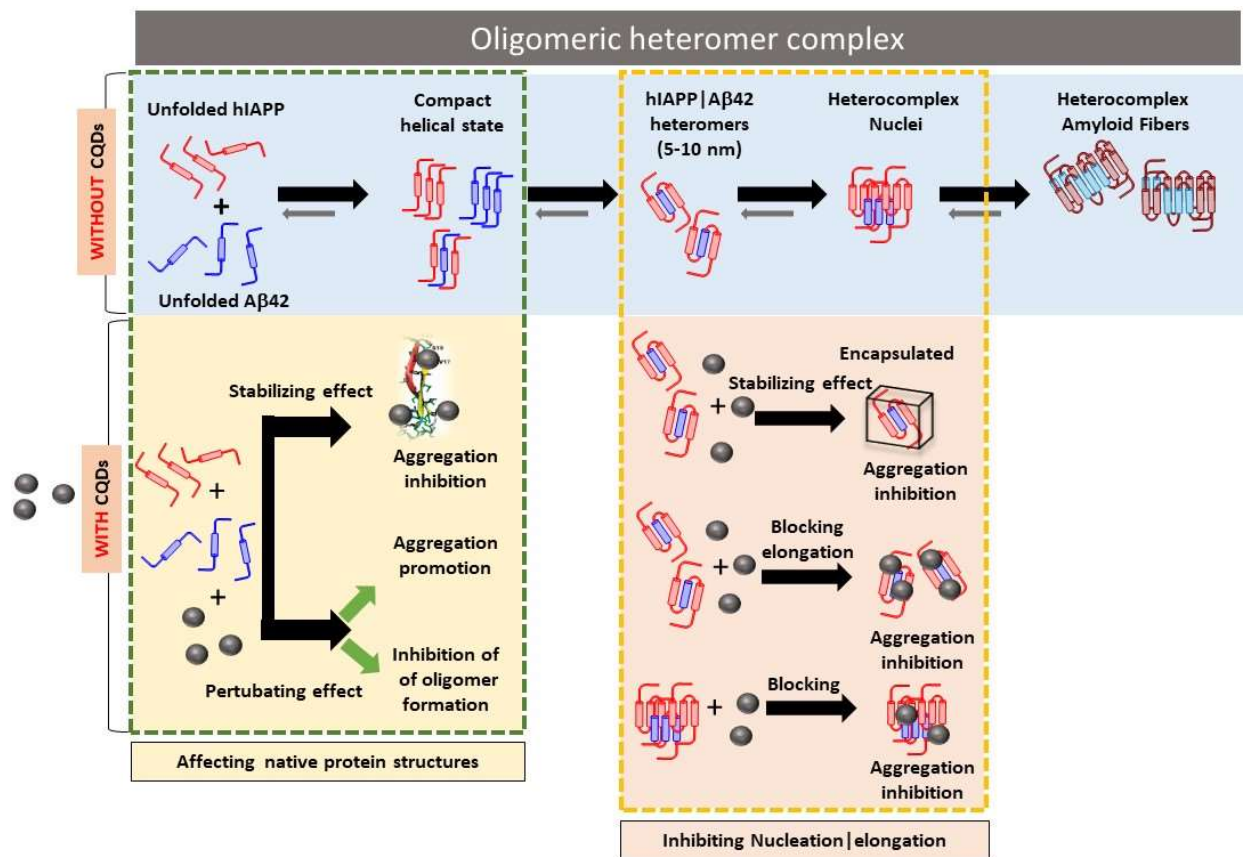 Oligomeric heteromer complex
WITHOUT CQDs
Unfolded hIAPP
+
Unfolded Aβ42
Compact
helical state
hIAPP|Aβ42
heteromers
(5-10 nm)
Heterocomplex
Nuclei
Heterocomplex
Amyloid Fibers
WITH CQDs
+
+
Stabilizing effect
Aggregation
inhibition
Aggregation
promotion
Pertubating effect
Inhibition of
of oligomer
formation
Affecting native protein structures
+
Stabilizing effect
Encapsulated
Aggregation
inhibition
+
Blocking
elongation
Aggregation
inhibition
+
Blocking
Aggregation
inhibition
Inhibiting Nucleation|elongation